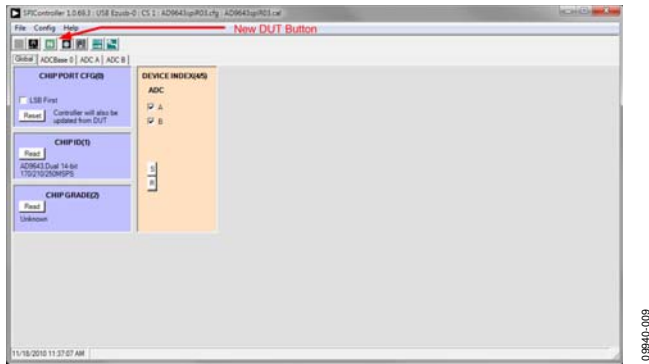 SPIController 1.0.69.3 : USB Ezusb-0 : CS 1 : AD9643spiR03.cfg : AD9643spiR03.cal
File Config Help
New DUT Button
Global ADCBase 0 ADC A ADC B
CHIP PORT CFG(0)
LSB First
Reset
Controller will also be
updated from DUT
CHIP ID(1)
Read
AD9643 Dual 14-bit
170/210/250MSPS
CHIP GRADE(2)
Read
Unknown
DEVICE INDEX(4/5)
ADC
A
B
S
R
11/18/2010 11:37:07 AM
09940-009